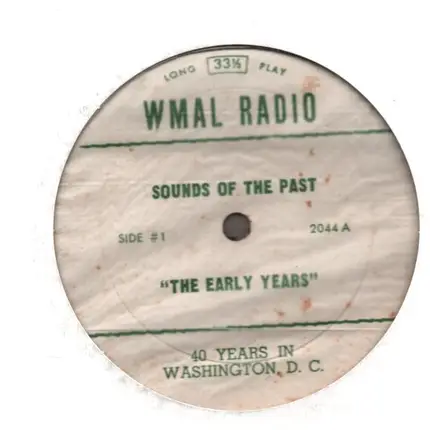 LONG 33⅓ PLAY
WMAL RADIO
SOUNDS OF THE PAST
SIDE #1 2044 A
"THE EARLY YEARS"
40 YEARS IN
WASHINGTON, D. C.